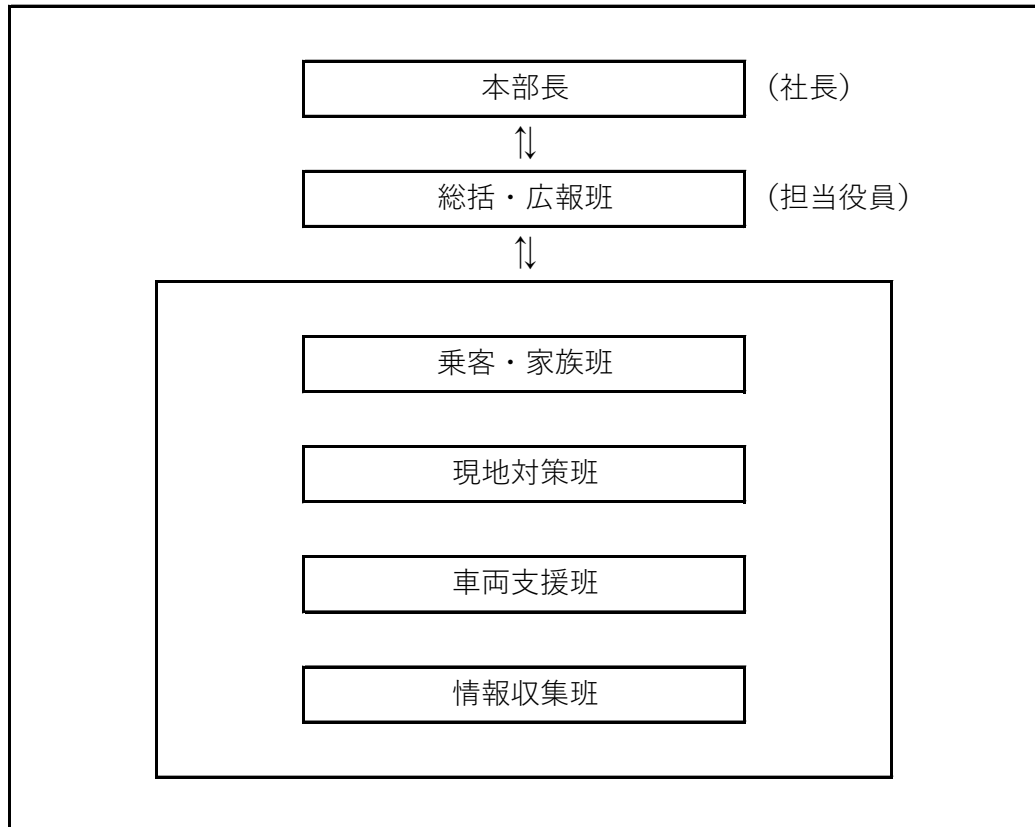 本部長 (社長)
⇅
総括・広報班 (担当役員)
⇅
乗客・家族班
現地対策班
車両支援班
情報収集班